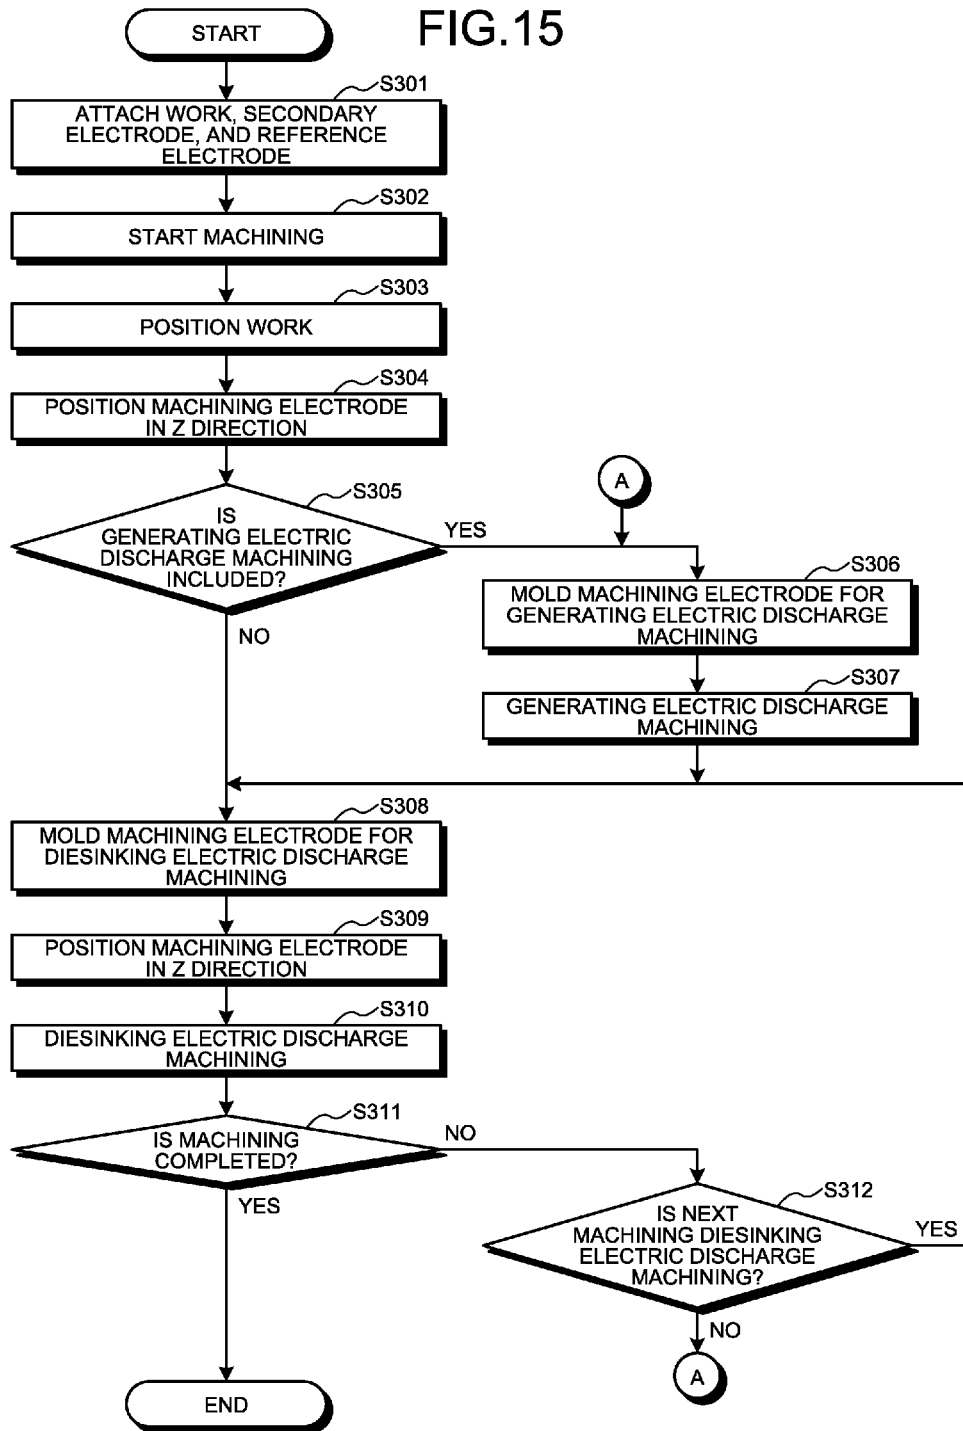 FIG.15
START
S301
ATTACH WORK, SECONDARY
ELECTRODE, AND REFERENCE
ELECTRODE
S302
START MACHINING
S303
POSITION WORK
S304
POSITION MACHINING ELECTRODE
IN Z DIRECTION
S305
IS
GENERATING ELECTRIC
DISCHARGE MACHINING
INCLUDED?
YES
NO
A
S306
MOLD MACHINING ELECTRODE FOR
GENERATING ELECTRIC DISCHARGE
MACHINING
S307
GENERATING ELECTRIC DISCHARGE
MACHINING
S308
MOLD MACHINING ELECTRODE FOR
DIESINKING ELECTRIC DISCHARGE
MACHINING
S309
POSITION MACHINING ELECTRODE
IN Z DIRECTION
S310
DIESINKING ELECTRIC DISCHARGE
MACHINING
S311
IS MACHINING
COMPLETED?
NO
YES
S312
IS NEXT
MACHINING DIESINKING
ELECTRIC DISCHARGE
MACHINING?
YES
NO
A
END